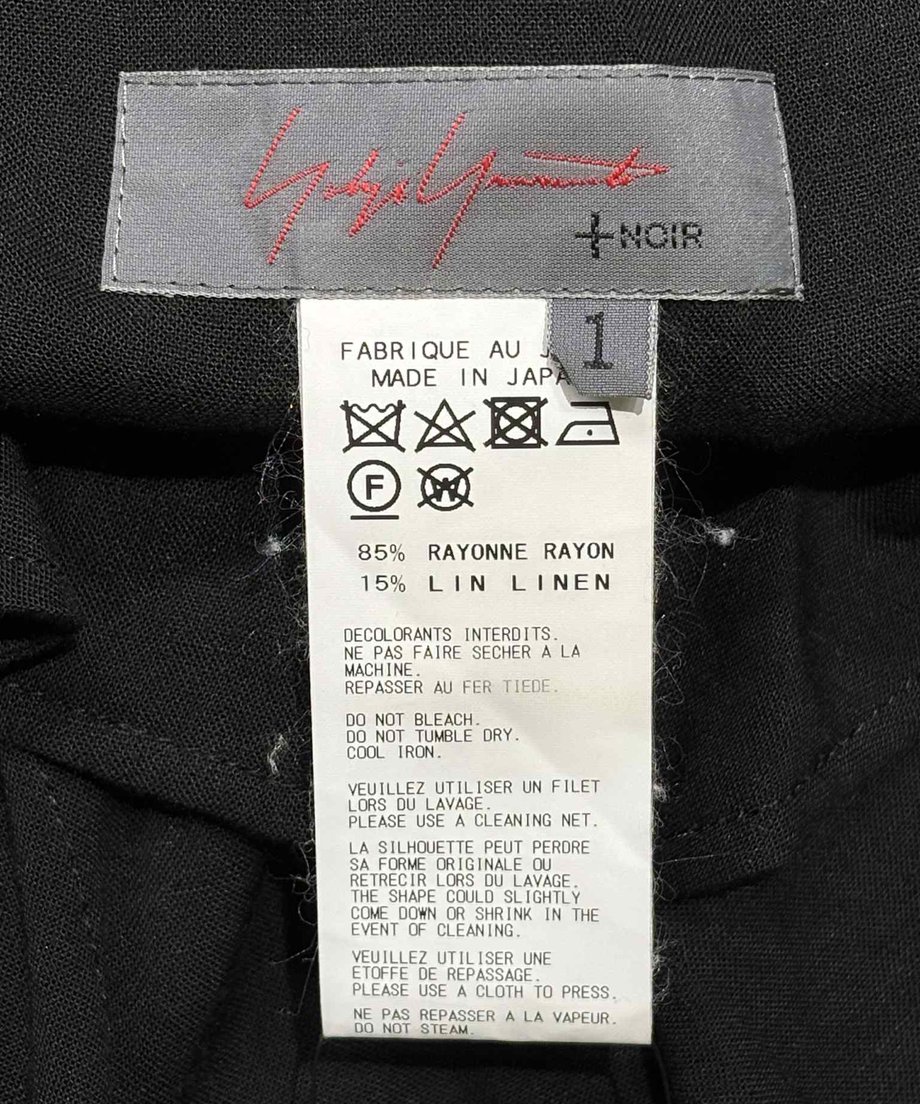 Yohji Yamamoto
+NOIR
1
FABRIQUE AU
MADE IN JAPA
F
W
85% RAYONNE RAYON
15% LIN LINEN
DECOLORANTS INTERDITS.
NE PAS FAIRE SECHER A LA
MACHINE.
REPASSER AU FER TIEDE.
DO NOT BLEACH.
DO NOT TUMBLE DRY.
COOL IRON.
VEUILLEZ UTILISER UN FILET
LORS DU LAVAGE.
PLEASE USE A CLEANING NET.
LA SILHOUETTE PEUT PERDRE
SA FORME ORIGINALE OU
RETRECIR LORS DU LAVAGE.
THE SHAPE COULD SLIGHTLY
COME DOWN OR SHRINK IN THE
EVENT OF CLEANING.
VEUILLEZ UTILISER UNE
ETOFFE DE REPASSAGE.
PLEASE USE A CLOTH TO PRESS.
NE PAS REPASSER A LA VAPEUR.
DO NOT STEAM.